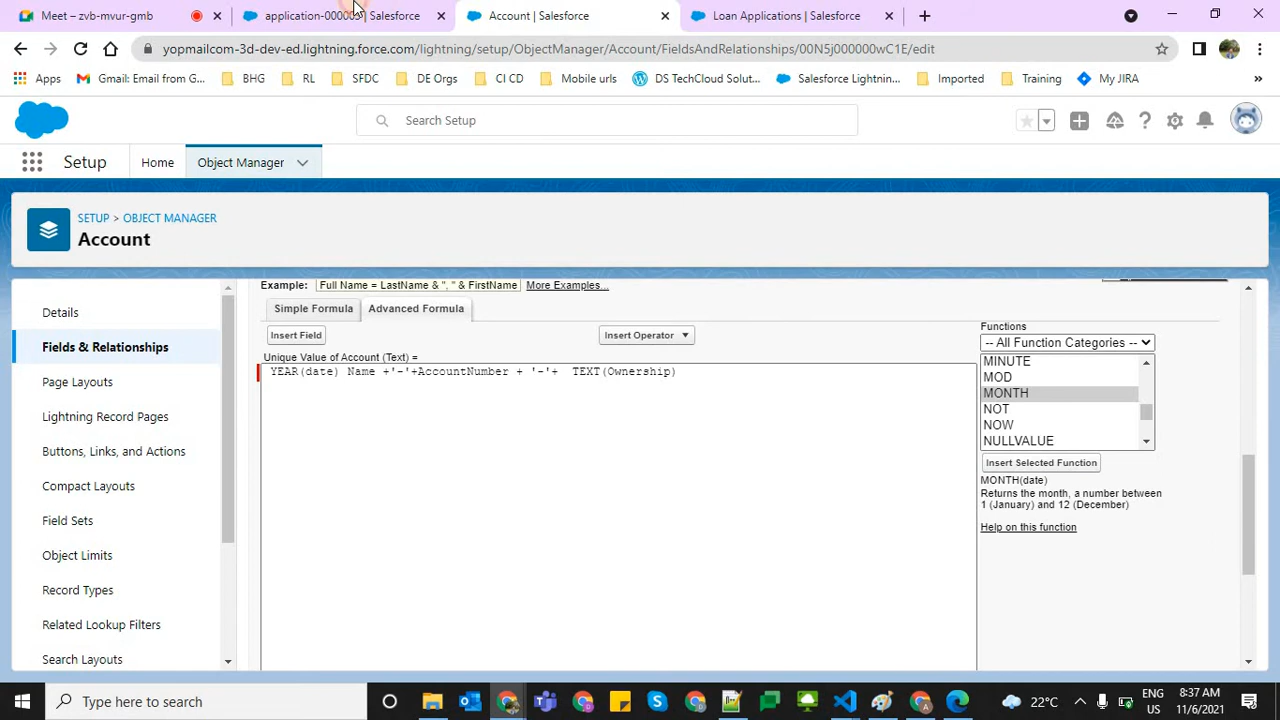 Meet – zvb-mvur-gmb
application-0000 | Salesforce
Account | Salesforce
Loan Applications | Salesforce
yopmailcom-3d-dev-ed.lightning.force.com/lightning/setup/ObjectManager/Account/FieldsAndRelationships/00N5j000000wC1E/edit
Apps
Gmail: Email from G...
BHG
RL
SFDC
DE Orgs
CI CD
Mobile urls
DS TechCloud Solut...
Salesforce Lightnin...
Imported
Training
My JIRA
Search Setup
Setup
Home
Object Manager
SETUP > OBJECT MANAGER
Account
Details
Fields & Relationships
Page Layouts
Lightning Record Pages
Buttons, Links, and Actions
Compact Layouts
Field Sets
Object Limits
Record Types
Related Lookup Filters
Search Layouts
Example: Full Name = LastName & ", " & FirstName More Examples...
Simple Formula
Advanced Formula
Insert Field
Insert Operator
Unique Value of Account (Text) =
YEAR(date) Name +'-'+AccountNumber + '-'+ TEXT(Ownership)
Functions
-- All Function Categories --
MINUTE
MOD
MONTH
NOT
NOW
NULLVALUE
Insert Selected Function
MONTH(date)
Returns the month, a number between
1 (January) and 12 (December)
Help on this function
Type here to search
22°C
ENG
US
8:37 AM
11/6/2021